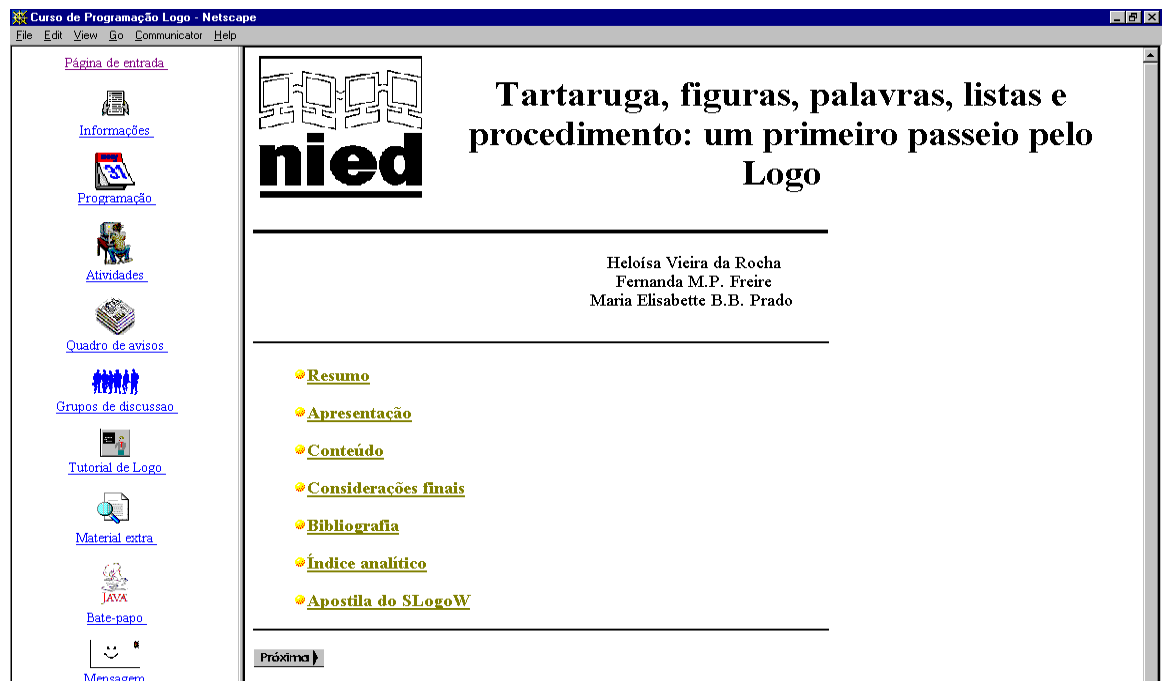 Curso de Programação Logo - Netscape
File Edit View Go Communicator Help
Página de entrada
Informações
31
Programação
Atividades
Quadro de avisos
Grupos de discussao
Tutorial de Logo
Material extra
JAVA
Bate-papo
Mensagem
nied
Tartaruga, figuras, palavras, listas e
procedimento: um primeiro passeio pelo
Logo
Heloísa Vieira da Rocha
Fernanda M.P. Freire
Maria Elisabette B.B. Prado
Resumo
Apresentação
Conteúdo
Considerações finais
Bibliografia
Índice analítico
Apostila do SLogoW
Próxima